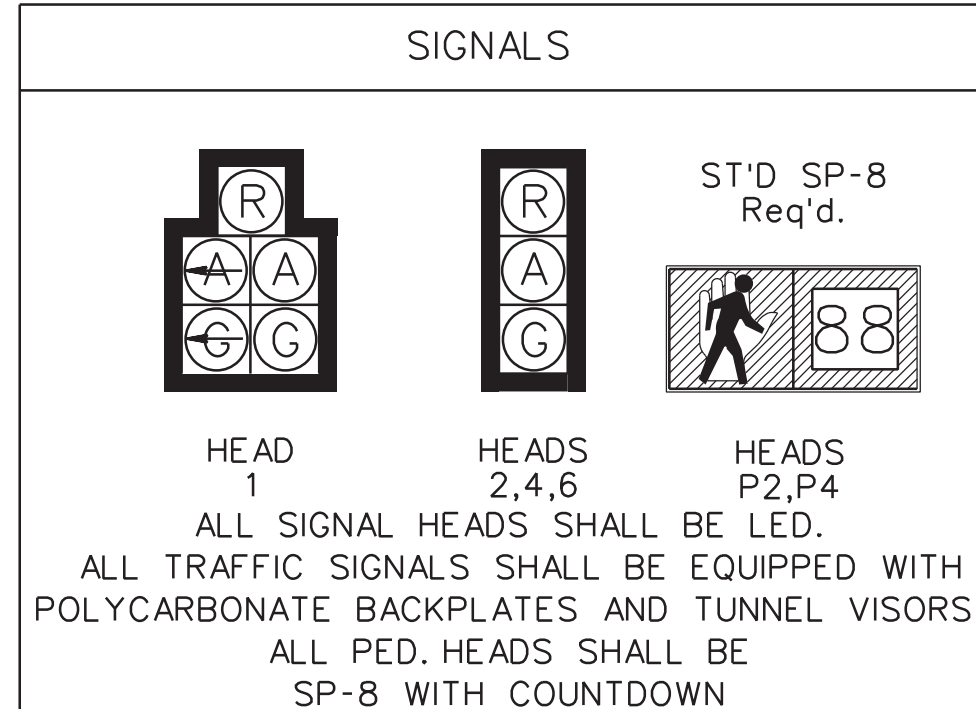 SIGNALS
R
A A
G G
HEAD
1
R
A
G
HEADS
2,4,6
ST'D SP-8
Req'd.
88
HEADS
P2,P4
ALL SIGNAL HEADS SHALL BE LED.
ALL TRAFFIC SIGNALS SHALL BE EQUIPPED WITH
POLYCARBONATE BACKPLATES AND TUNNEL VISORS
ALL PED. HEADS SHALL BE
SP-8 WITH COUNTDOWN